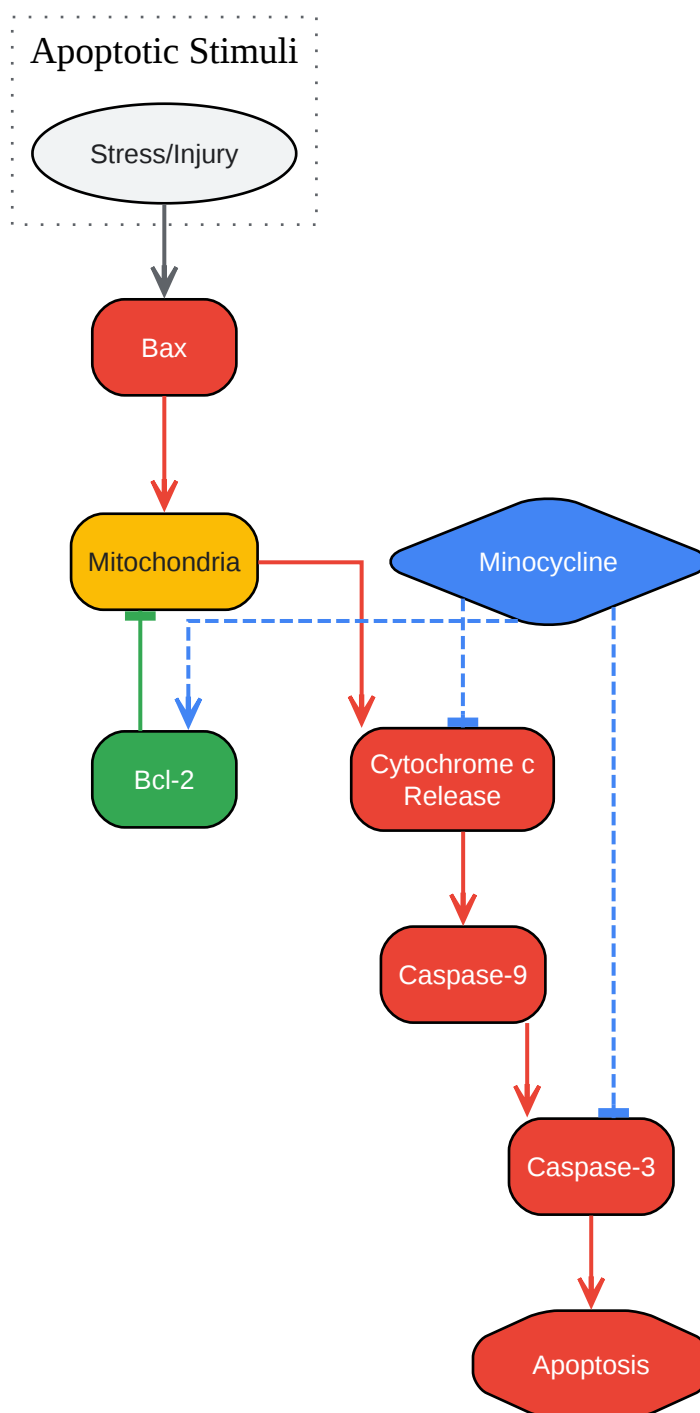 Apoptotic Stimuli
Stress/Injury
Bax
Mitochondria
Minocycline
Bcl-2
Cytochrome c
Release
Caspase-9
Caspase-3
Apoptosis